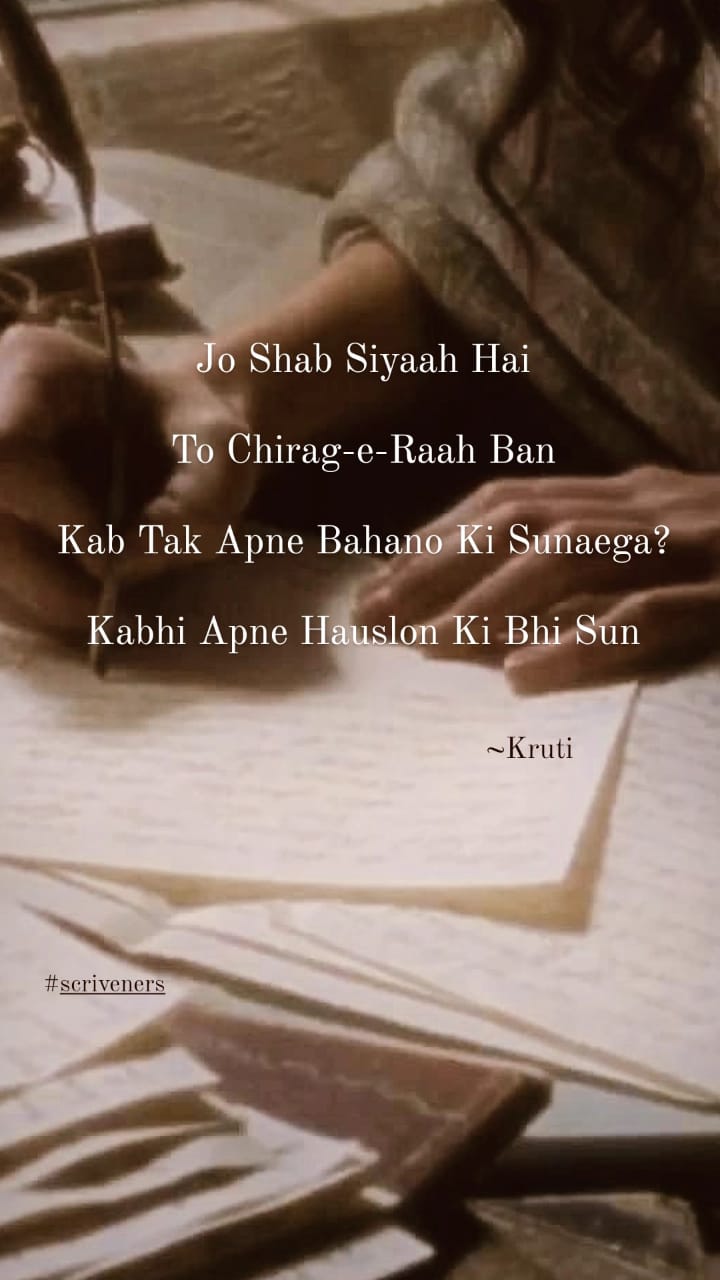 Jo Shab Siyaah Hai
To Chirag-e-Raah Ban
Kab Tak Apne Bahano Ki Sunaega?
Kabhi Apne Hauslon Ki Bhi Sun
~Kruti
#scriveners